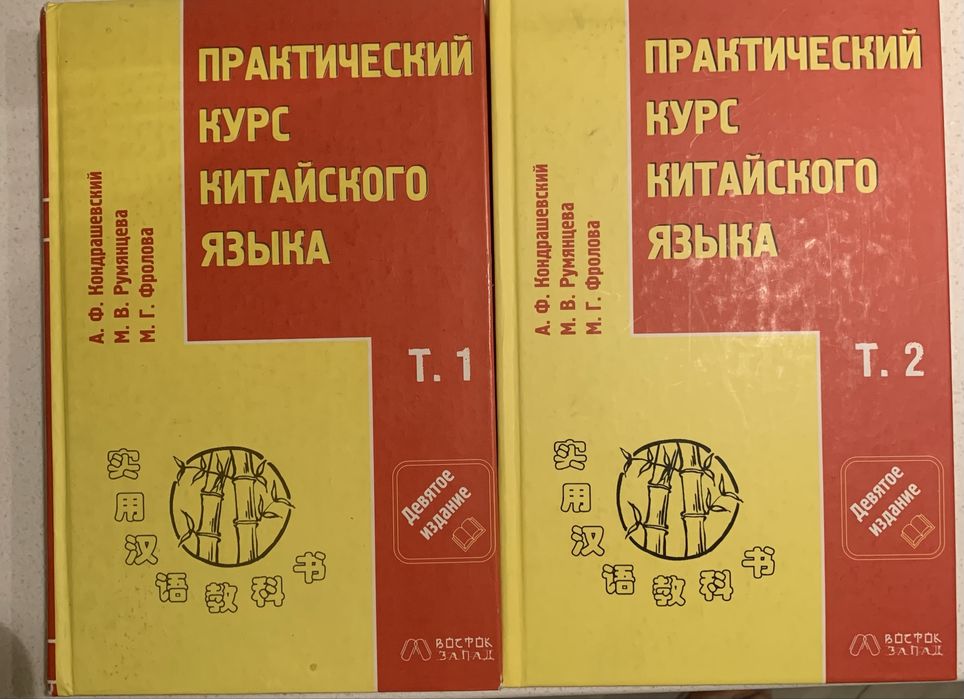 ПРАКТИЧЕСКИЙ
КУРС
КИТАЙСКОГО
ЯЗЫКА
А. Ф. Кондрашевский
М. В. Румянцева
М. Г. Фролова
Т. 1
实用汉语教科书
Девятое
издание
ВОСТОК
ЗАПАД
ПРАКТИЧЕСКИЙ
КУРС
КИТАЙСКОГО
ЯЗЫКА
А. Ф. Кондрашевский
М. В. Румянцева
М. Г. Фролова
Т. 2
实用汉语教科书
Девятое
издание
ВОСТОК
ЗАПАД